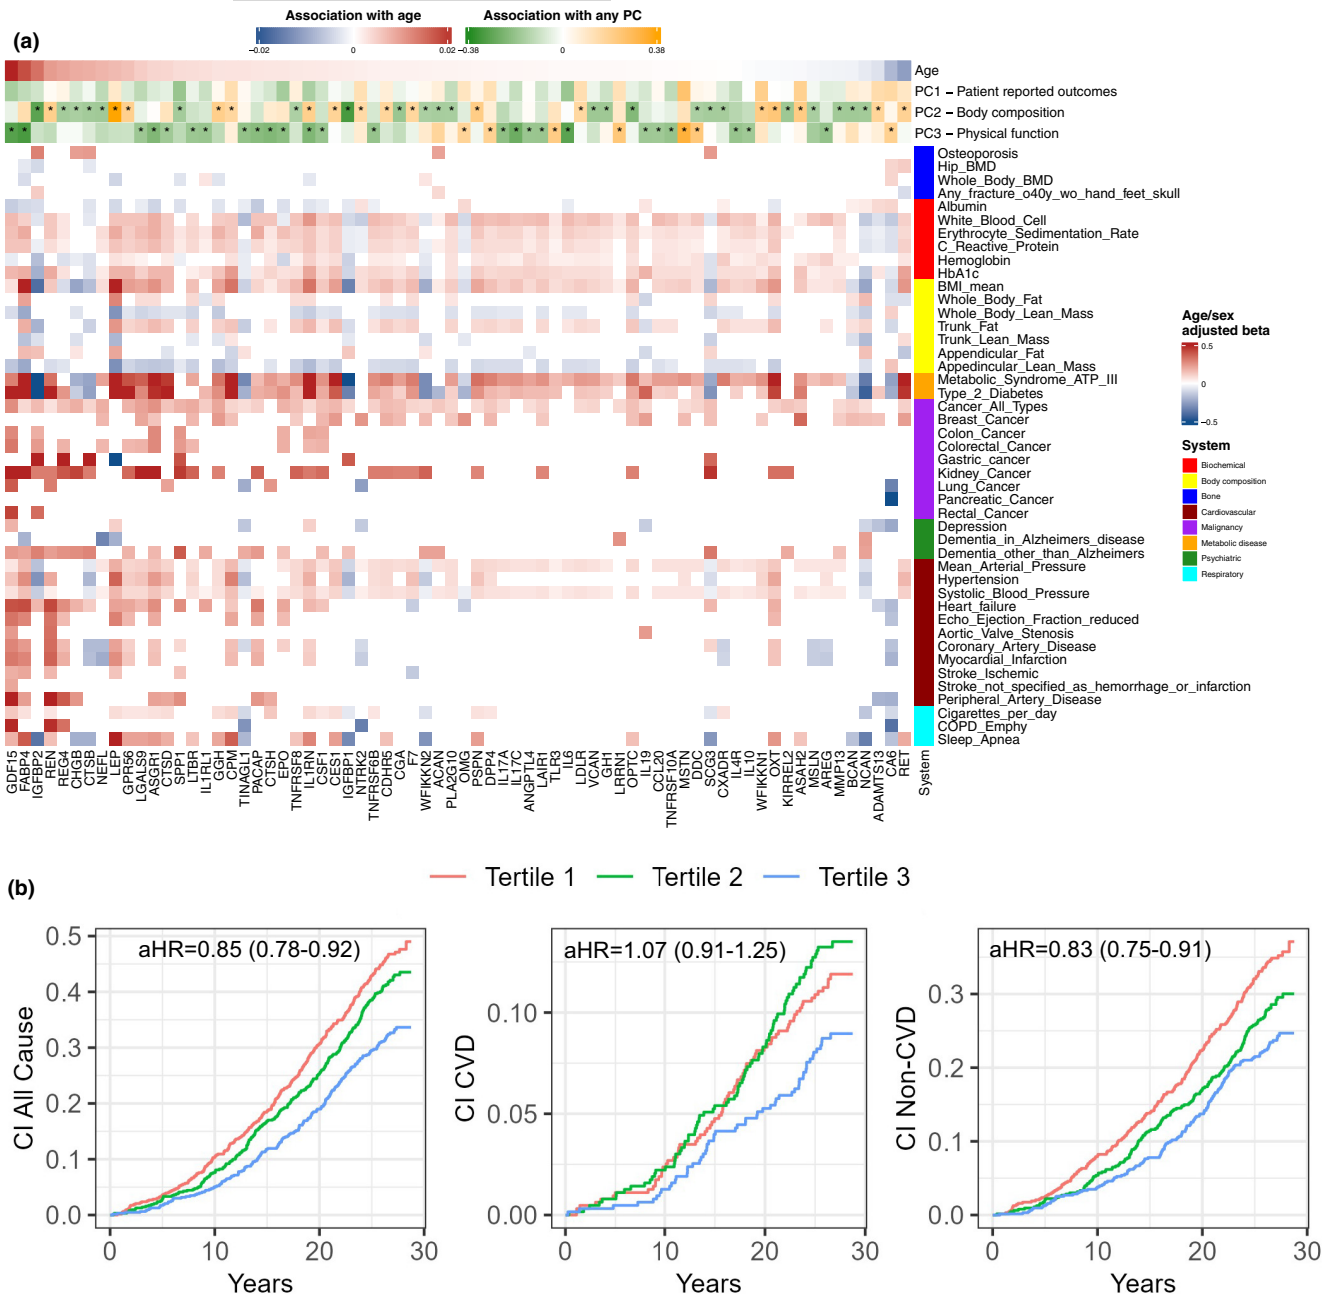 Association with age
Association with any PC
(a)
−0.02
0
0.02
−0.38
0
0.38
Age
PC1 – Patient reported outcomes
PC2 – Body composition
PC3 – Physical function
Osteoporosis
Hip_BMD
Whole_Body_BMD
Any_fracture_o40y_wo_hand_feet_skull
Albumin
White_Blood_Cell
Erythrocyte_Sedimentation_Rate
C_Reactive_Protein
Hemoglobin
HbA1c
BMI_mean
Whole_Body_Fat
Whole_Body_Lean_Mass
Trunk_Fat
Trunk_Lean_Mass
Appendicular_Fat
Appedincular_Lean_Mass
Metabolic_Syndrome_ATP_III
Type_2_Diabetes
Cancer_All_Types
Breast_Cancer
Colon_Cancer
Colorectal_Cancer
Gastric_cancer
Kidney_Cancer
Lung_Cancer
Pancreatic_Cancer
Rectal_Cancer
Depression
Dementia_in_Alzheimers_disease
Dementia_other_than_Alzheimers
Mean_Arterial_Pressure
Hypertension
Systolic_Blood_Pressure
Heart_failure
Echo_Ejection_Fraction_reduced
Aortic_Valve_Stenosis
Coronary_Artery_Disease
Myocardial_Infarction
Stroke_Ischemic
Stroke_not_specified_as_hemorrhage_or_infarction
Peripheral_Artery_Disease
Cigarettes_per_day
COPD_Emphy
Sleep_Apnea
Age/sex
adjusted beta
0.5
0
−0.5
System
Biochemical
Body composition
Bone
Cardiovascular
Malignancy
Metabolic disease
Psychiatric
Respiratory
GDF15
FABP4
IGFBP2
REN
REG4
CHGB
CTSB
NEFL
LEP
GPR56
LGALS9
ASGR1
CTSD
SPP1
LTBR
IL1RL1
GGH
CPM
TINAGL1
PACAP
CTSH
EPO
TNFRSF9
IL1RN
CSF1
CES1
IGFBP1
NTRK2
TNFRSF6B
CDHR5
CGA
F7
WFIKKN2
ACAN
PLA2G10
OMG
PSPN
DPP4
IL17A
IL17C
ANGPTL4
LAIR1
TLR3
IL6
LDLR
VCAN
GH1
LRRN1
OPTC
IL19
CCL20
TNFRSF10A
MSTN
DDC
SCG3
CXADR
IL4R
IL10
WFIKKN1
OXT
KIRREL2
ASAH2
MSLN
AREG
MMP13
BCAN
NCAN
ADAMTS13
CA6
RET
System
(b)
Tertile 1
Tertile 2
Tertile 3
aHR=0.85 (0.78-0.92)
CI All Cause
0.5
0.4
0.3
0.2
0.1
0.0
0
10
20
30
Years
aHR=1.07 (0.91-1.25)
CI CVD
0.10
0.05
0.00
0
10
20
30
Years
aHR=0.83 (0.75-0.91)
CI Non-CVD
0.3
0.2
0.1
0.0
0
10
20
30
Years